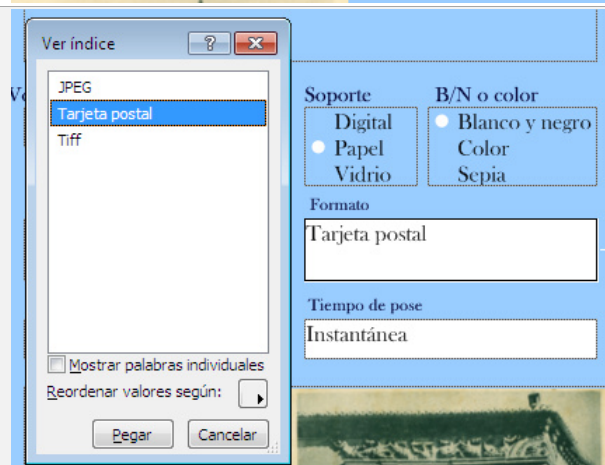 Ver índice
JPEG
Tarjeta postal
Tiff
Mostrar palabras individuales
Reordenar valores según:
Pegar
Cancelar
Soporte
Digital
Papel
Vidrio
B/N o color
Blanco y negro
Color
Sepia
Formato
Tarjeta postal
Tiempo de pose
Instantánea